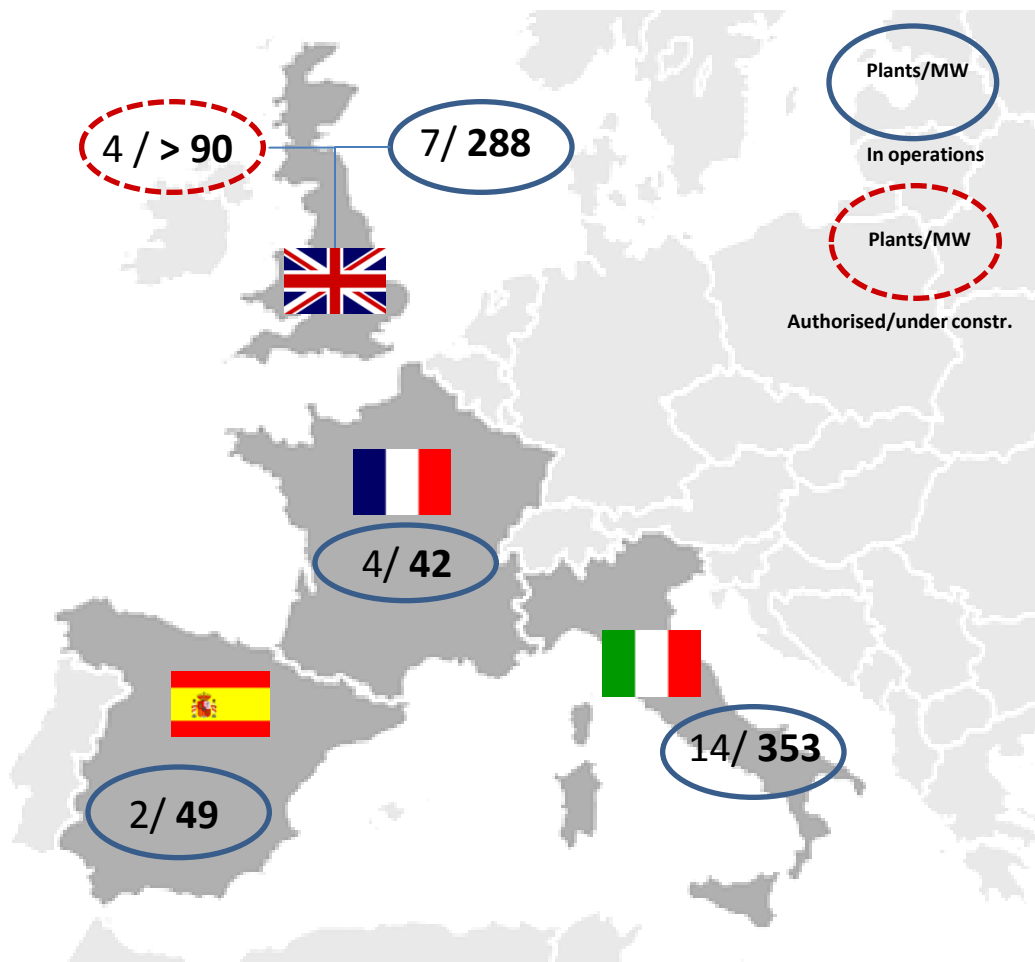 Plants/MW
In operations
4 / > 90
7/ 288
Plants/MW
Authorised/under constr.
4/ 42
14/ 353
2/ 49